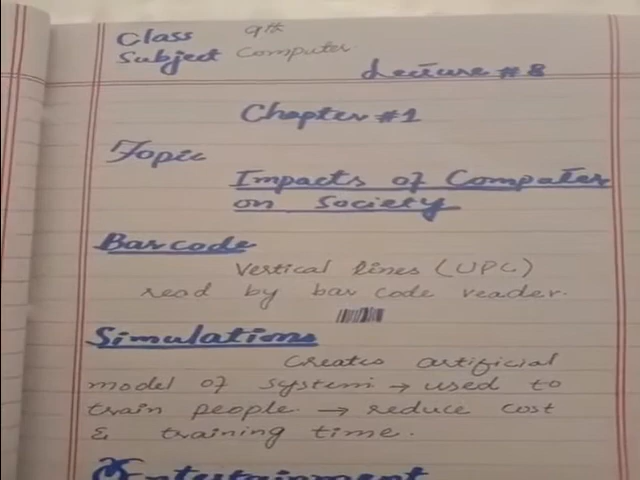 Class 9th
Subject Computer
Lecture # 8
Chapter #1
Topic
Impacts of Computer
on Society
Barcode
Vertical lines (UPC)
read by bar code reader.
Simulations
Creates artificial
model of system → used to
train people → reduce cost
& training time.
Entertainment